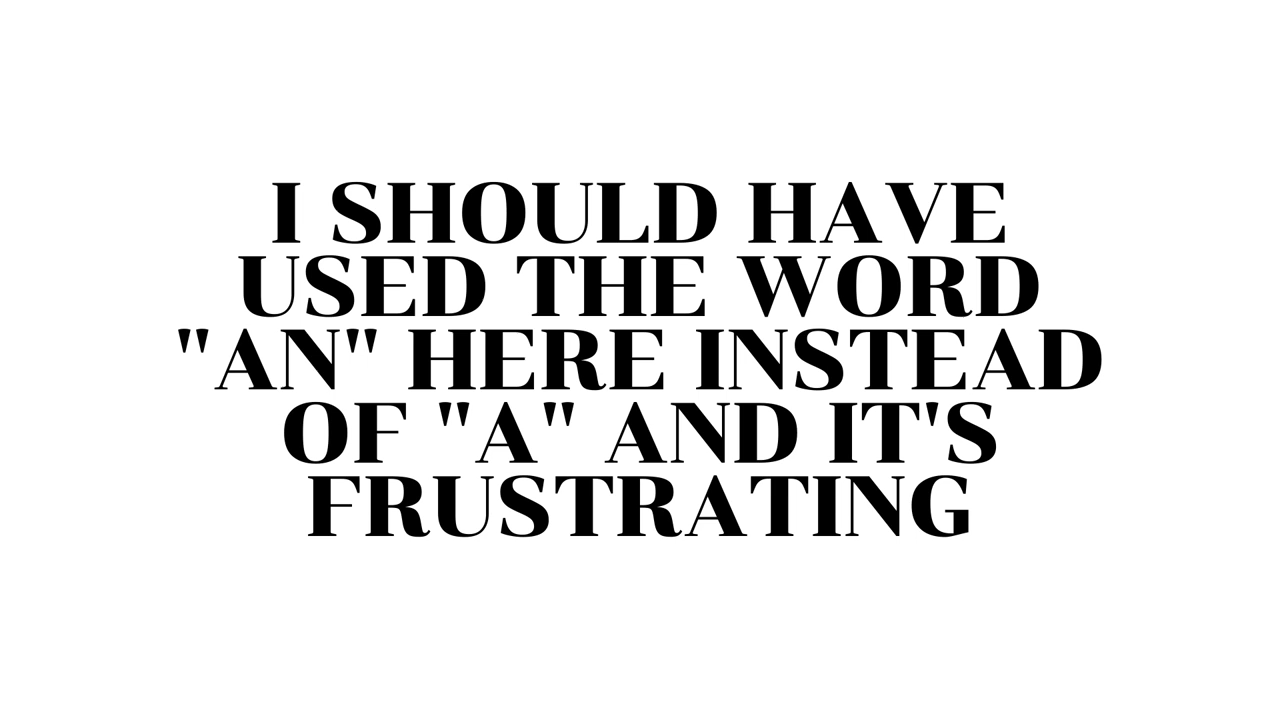 I SHOULD HAVE
USED THE WORD
"AN" HERE INSTEAD
OF "A" AND IT'S
FRUSTRATING